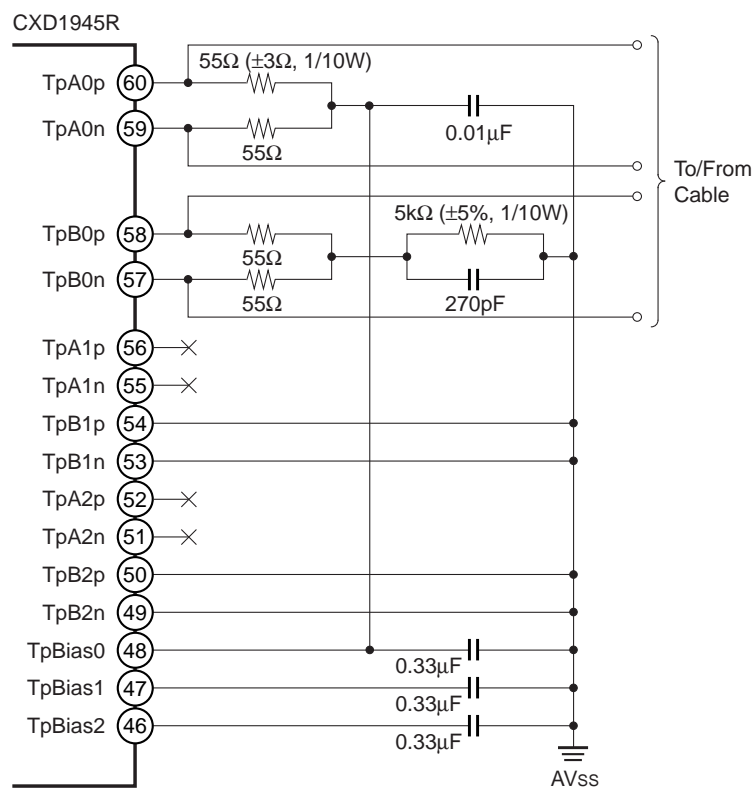 CXD1945R
TpA0p 60 55Ω (±3Ω, 1/10W)
TpA0n 59 55Ω 0.01μF
To/From
Cable
TpB0p 58 55Ω 5kΩ (±5%, 1/10W)
TpB0n 57 55Ω 270pF
TpA1p 56
TpA1n 55
TpB1p 54
TpB1n 53
TpA2p 52
TpA2n 51
TpB2p 50
TpB2n 49
TpBias0 48 0.33μF
TpBias1 47 0.33μF
TpBias2 46 0.33μF
AVss